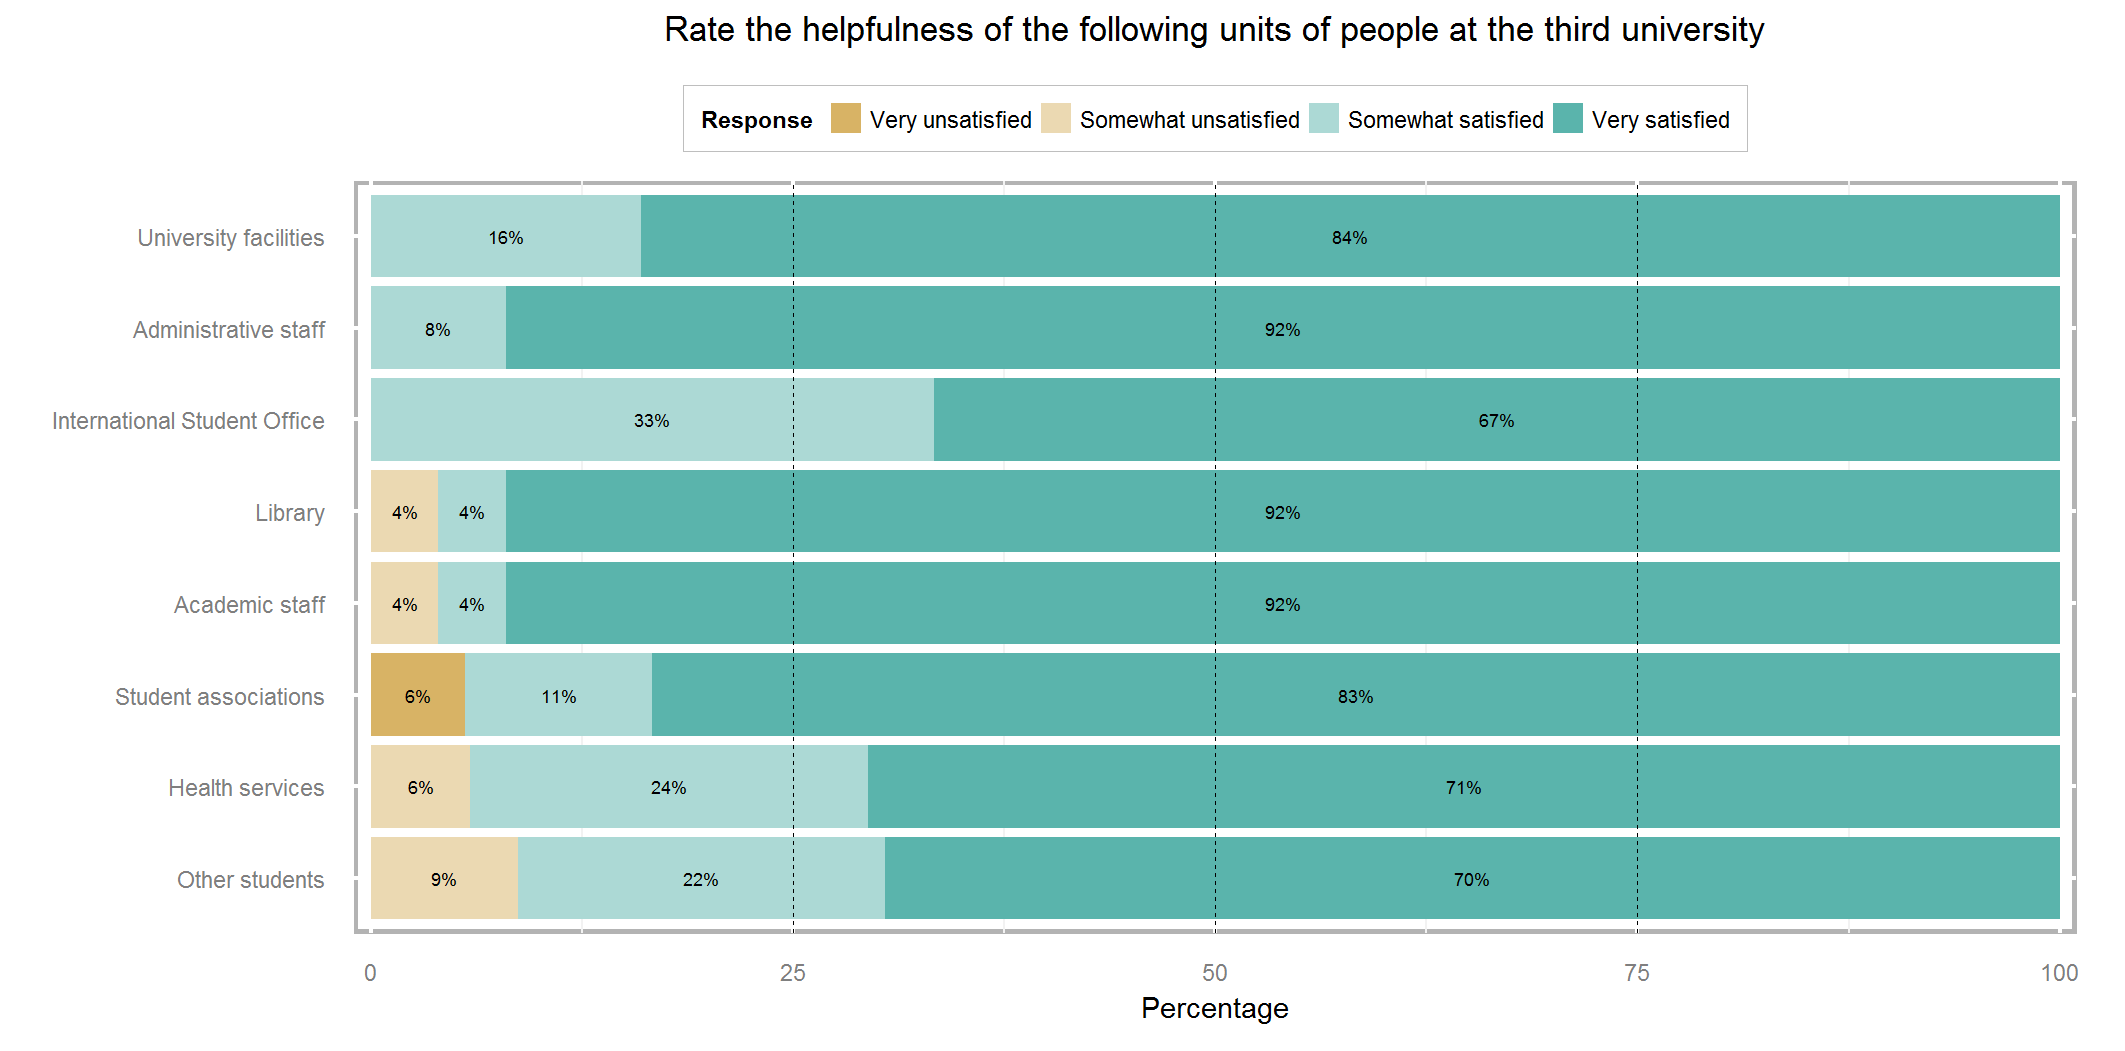 Rate the helpfulness of the following units of people at the third university
Response Very unsatisfied Somewhat unsatisfied Somewhat satisfied Very satisfied
University facilities 16% 84%
Administrative staff 8% 92%
International Student Office 33% 67%
Library 4% 4% 92%
Academic staff 4% 4% 92%
Student associations 6% 11% 83%
Health services 6% 24% 71%
Other students 9% 22% 70%
0 25 50 75 100
Percentage